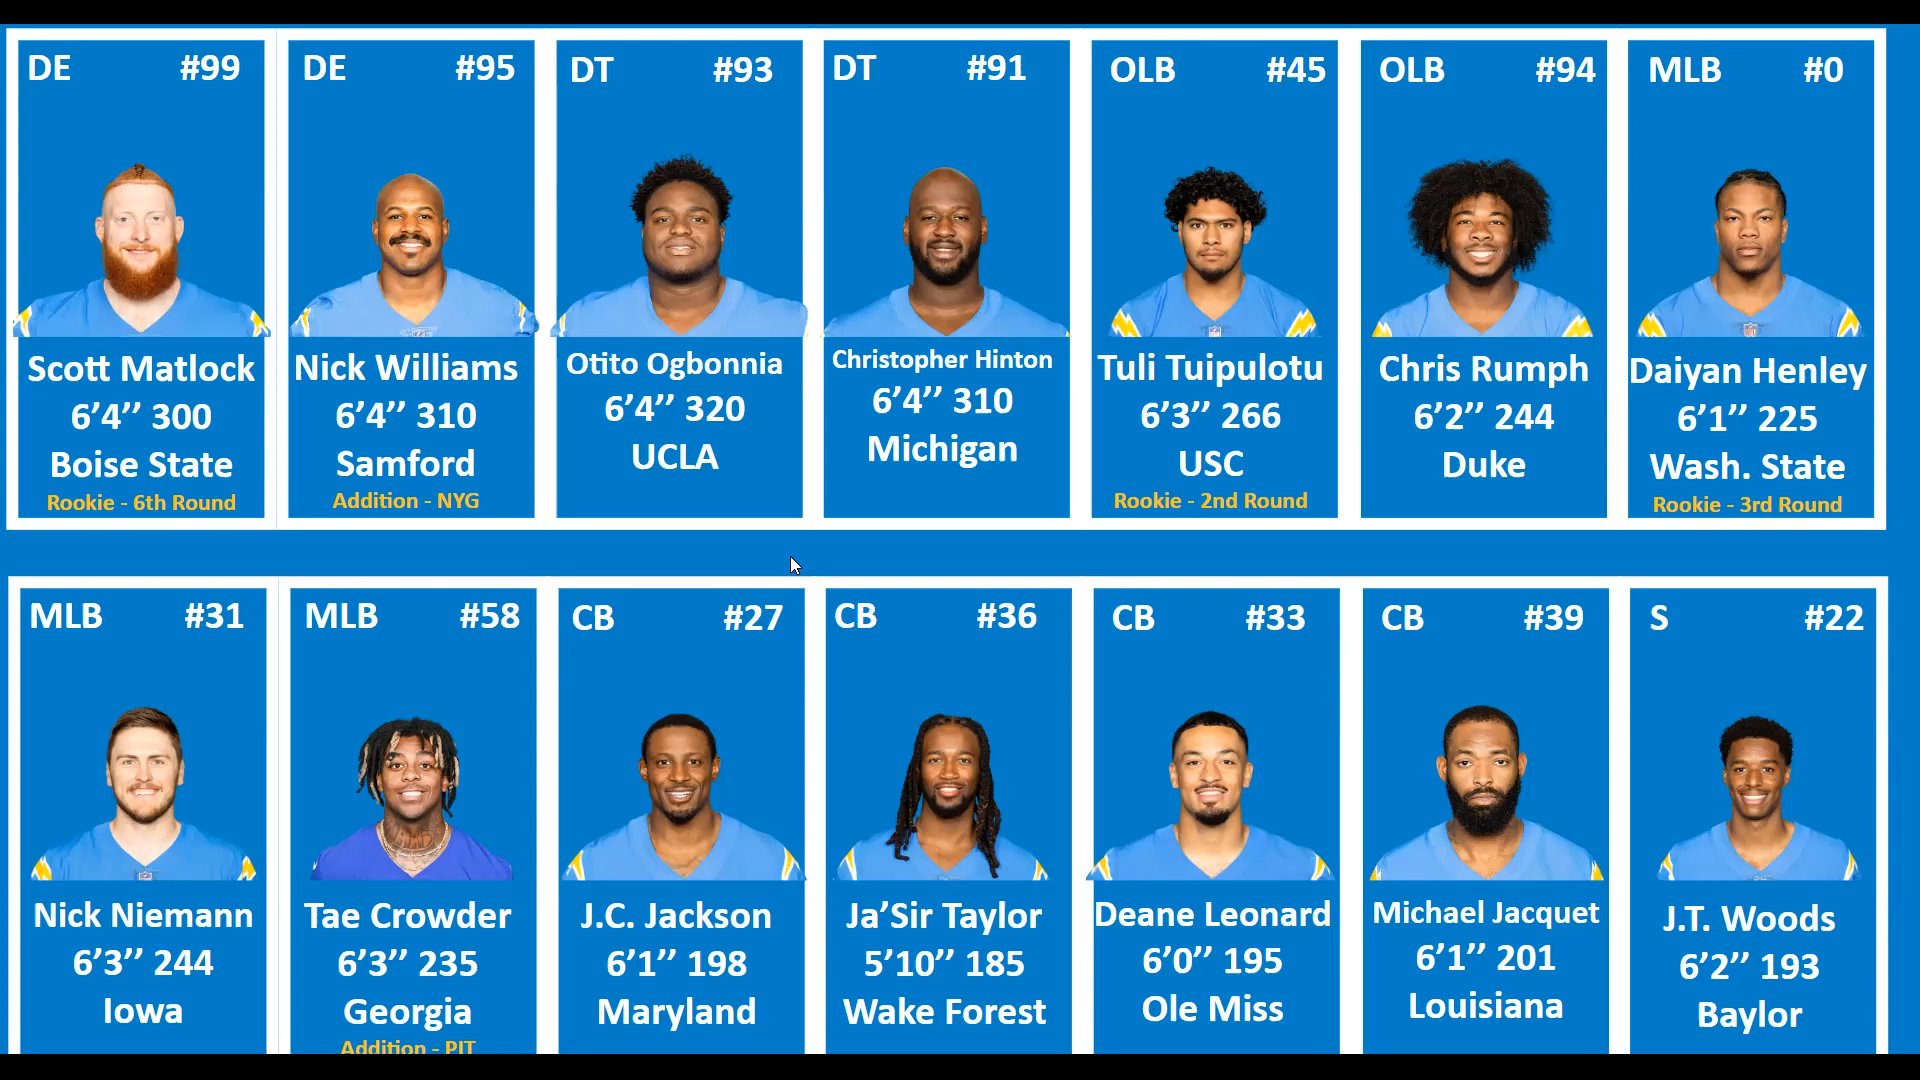 DE #99
Scott Matlock
6’4’’ 300
Boise State
Rookie - 6th Round
DE #95
Nick Williams
6’4’’ 310
Samford
Addition - NYG
DT #93
Otito Ogbonnia
6’4’’ 320
UCLA
DT #91
Christopher Hinton
6’4’’ 310
Michigan
OLB #45
Tuli Tuipulotu
6’3’’ 266
USC
Rookie - 2nd Round
OLB #94
Chris Rumph
6’2’’ 244
Duke
MLB #0
Daiyan Henley
6’1’’ 225
Wash. State
Rookie - 3rd Round
MLB #31
Nick Niemann
6’3’’ 244
Iowa
MLB #58
Tae Crowder
6’3’’ 235
Georgia
Addition - PIT
CB #27
J.C. Jackson
6’1’’ 198
Maryland
CB #36
Ja’Sir Taylor
5’10’’ 185
Wake Forest
CB #33
Deane Leonard
6’0’’ 195
Ole Miss
CB #39
Michael Jacquet
6’1’’ 201
Louisiana
S #22
J.T. Woods
6’2’’ 193
Baylor